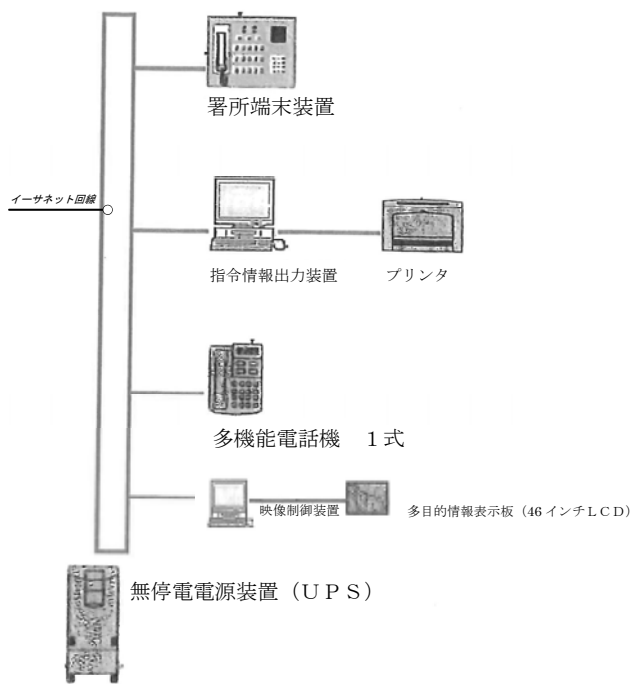 署所端末装置
イーサネット回線
指令情報出力装置
プリンタ
多機能電話機　１式
映像制御装置
多目的情報表示板（46 インチＬＣＤ）
無停電電源装置（ＵＰＳ）